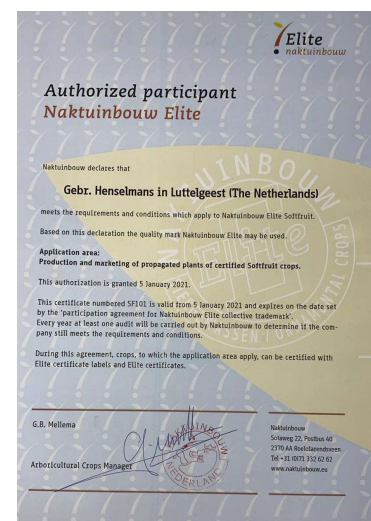 Elite
naktuinbouw
Authorized participant
Naktuinbouw Elite
Naktuinbouw declares that
Gebr. Henselmans in Luttelgeest (The Netherlands)
meets the requirements and conditions which apply to Naktuinbouw Elite Softfruit.
Based on this declaration the quality mark Naktuinbouw Elite may be used.
Application area:
Production and marketing of propagated plants of certified Softfruit crops.
This authorization is granted 5 January 2021.
This certificate numbered SF101 is valid from 5 January 2021 and expires on the date set
by the 'participation agreement for Naktuinbouw Elite collective trademark'.
Every year at least one audit will be carried out by Naktuinbouw to determine if the com-
pany still meets the requirements and conditions.
During this agreement, crops, to which the application area apply, can be certified with
Elite certificate labels and Elite certificates.
G.B. Mellema
Arboricultural Crops Manager
NAKTUINBOUW
NEDERLAND
Naktuinbouw
Sotaweg 22, Postbus 40
2370 AA Roelofarendsveen
Tel +31 (0)71 332 62 62
www.naktuinbouw.eu